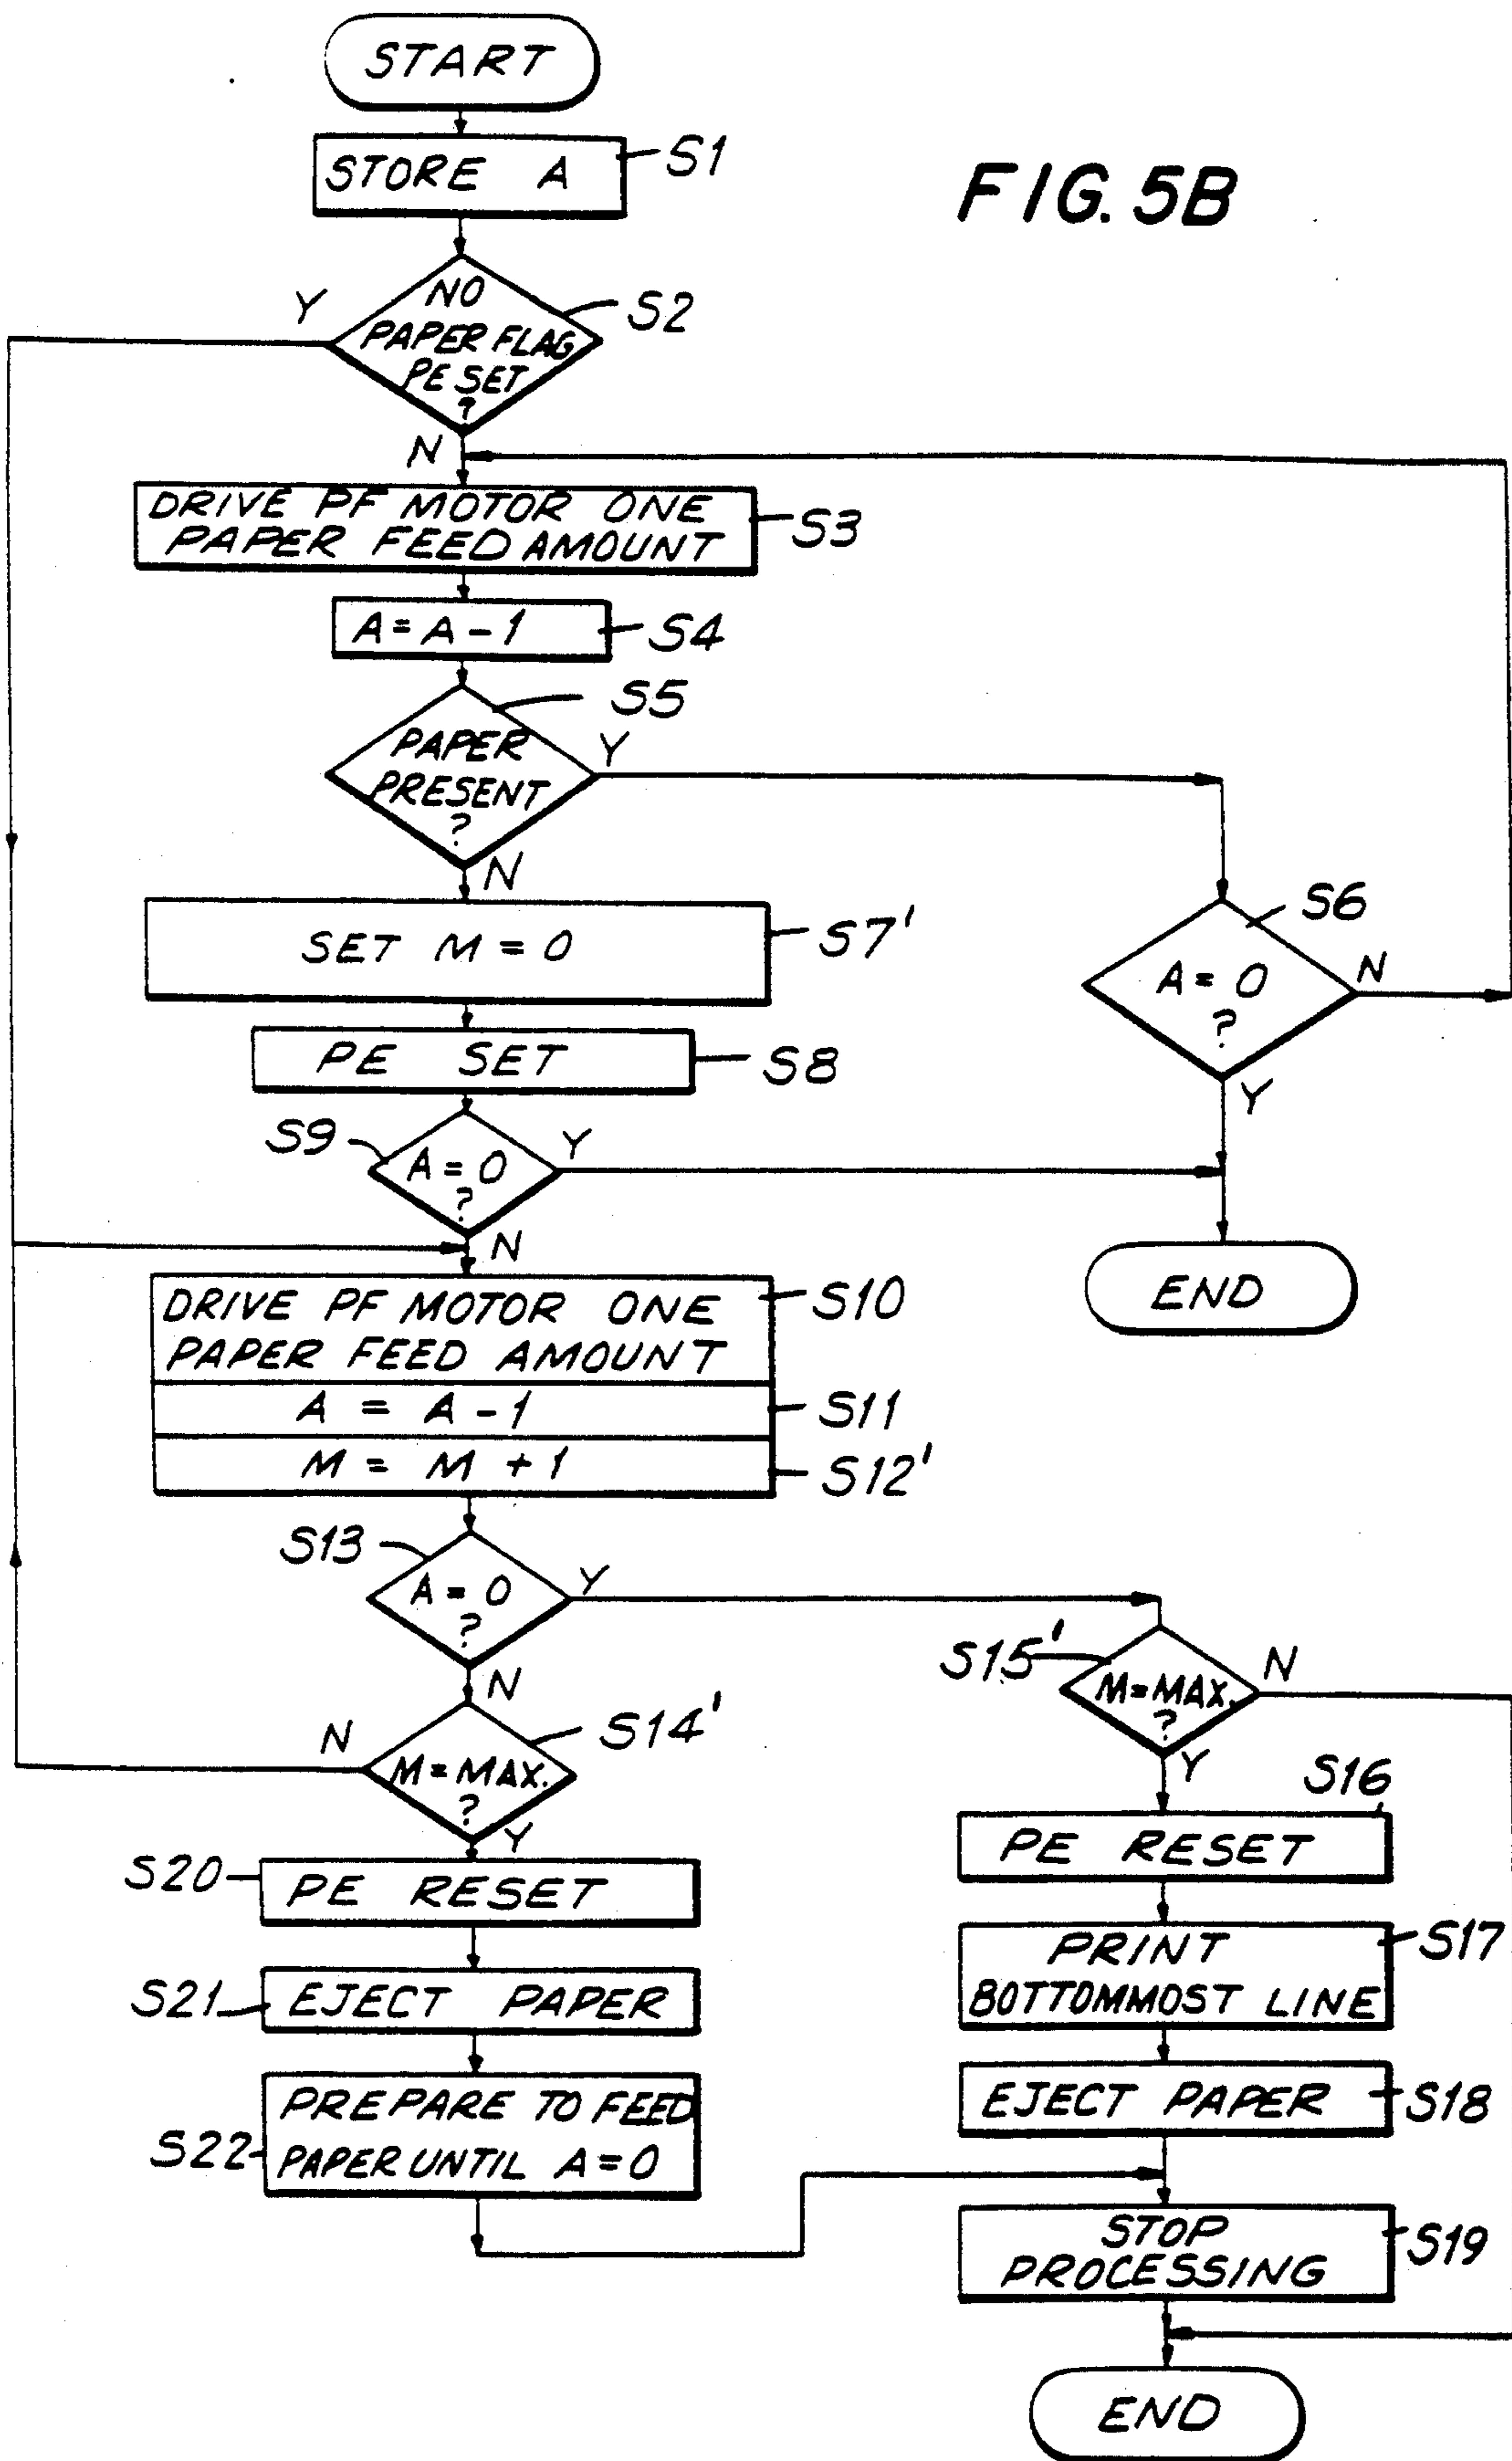 START
STORE A
S1
FIG. 5B
NO
PAPER FLAG
PE SET
?
S2
Y
N
DRIVE PF MOTOR ONE
PAPER FEED AMOUNT
S3
A = A - 1
S4
S5
PAPER
PRESENT
?
Y
N
SET M = 0
S7'
S6
A = 0
?
N
Y
PE SET
S8
S9
A = 0
?
Y
N
END
DRIVE PF MOTOR ONE
PAPER FEED AMOUNT
S10
A = A - 1
S11
M = M + 1
S12'
S13
A = 0
?
Y
N
S15'
M = MAX.
?
N
Y
S14'
M = MAX.
?
N
Y
S16
PE RESET
S20
PE RESET
S17
PRINT
BOTTOMMOST LINE
S21
EJECT PAPER
EJECT PAPER
S18
PREPARE TO FEED
PAPER UNTIL A = 0
S22
STOP
PROCESSING
S19
END